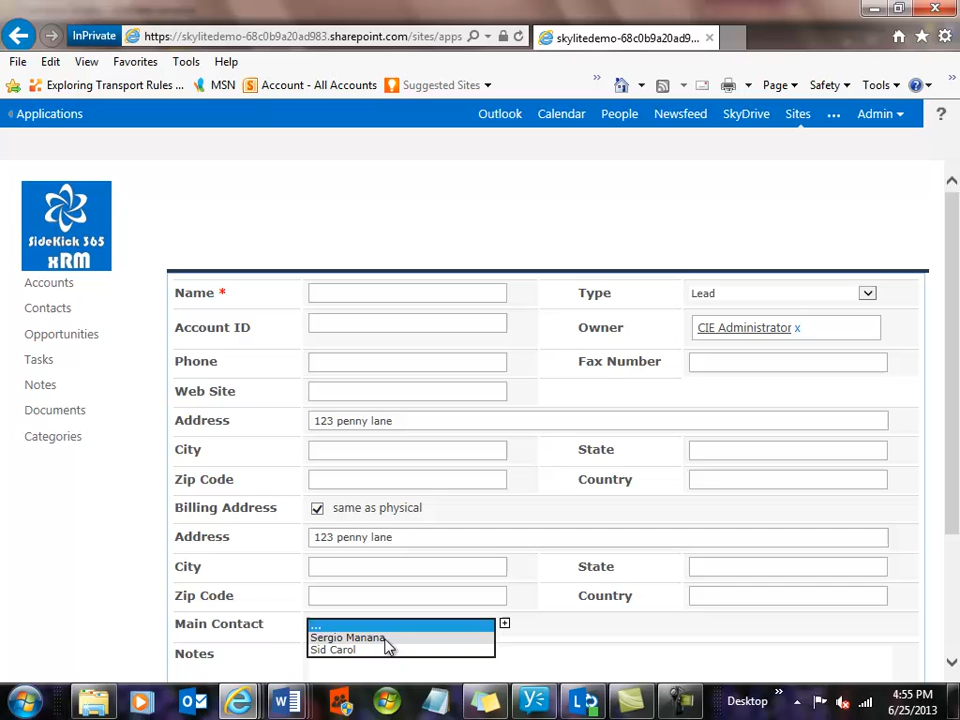 InPrivate
https://skylitedemo-68c0b9a20ad983.sharepoint.com/sites/apps
skylitedemo-68c0b9a20ad9...
File Edit View Favorites Tools Help
Exploring Transport Rules ...
MSN
Account - All Accounts
Suggested Sites
Page
Safety
Tools
Applications
Outlook Calendar People Newsfeed SkyDrive Sites ... Admin ?
SideKick 365
xRM
Accounts
Contacts
Opportunities
Tasks
Notes
Documents
Categories
Name * Type Lead
Account ID Owner CIE Administrator x
Phone Fax Number
Web Site
Address 123 penny lane
City State
Zip Code Country
Billing Address same as physical
Address 123 penny lane
City State
Zip Code Country
Main Contact ...
Sergio Manana
Sid Carol
Notes
Desktop
4:55 PM
6/25/2013